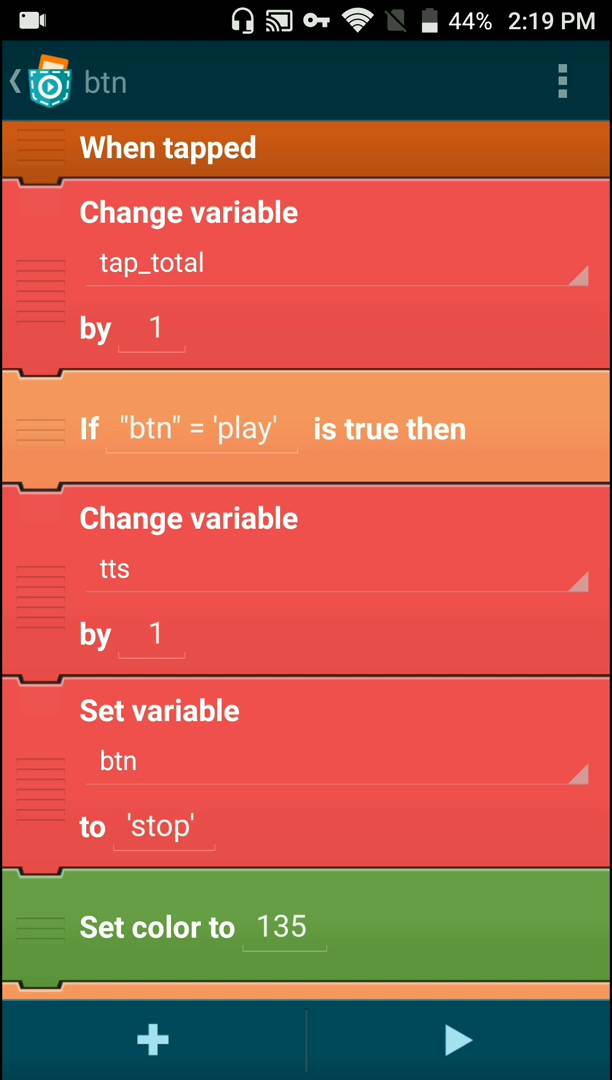 44% 2:19 PM
btn
When tapped
Change variable
tap_total
by 1
If "btn" = 'play' is true then
Change variable
tts
by 1
Set variable
btn
to 'stop'
Set color to 135